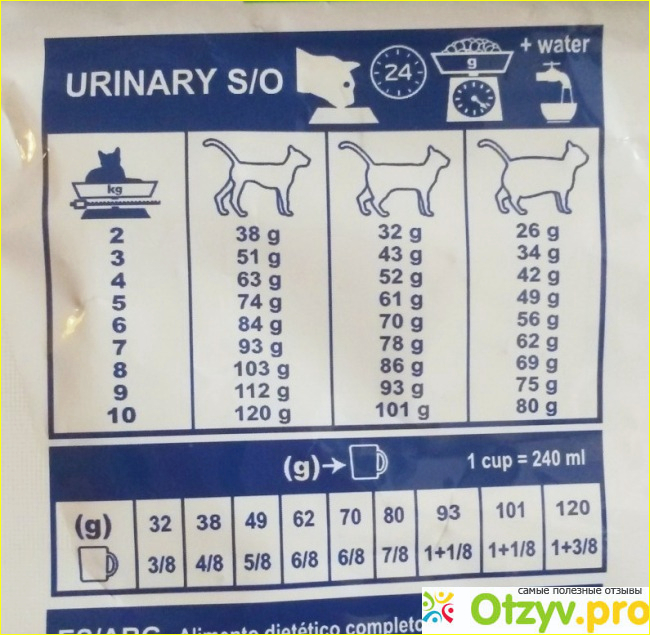 URINARY S/O 24 g + water
kg
2 38 g 32 g 26 g
3 51 g 43 g 34 g
4 63 g 52 g 42 g
5 74 g 61 g 49 g
6 84 g 70 g 56 g
7 93 g 78 g 62 g
8 103 g 86 g 69 g
9 112 g 93 g 75 g
10 120 g 101 g 80 g
(g)→ 1 cup = 240 ml
(g) 32 38 49 62 70 80 93 101 120
3/8 4/8 5/8 6/8 6/8 7/8 1+1/8 1+1/8 1+3/8
Alimento dietético completo
самые полезные отзывы
Otzyv.pro